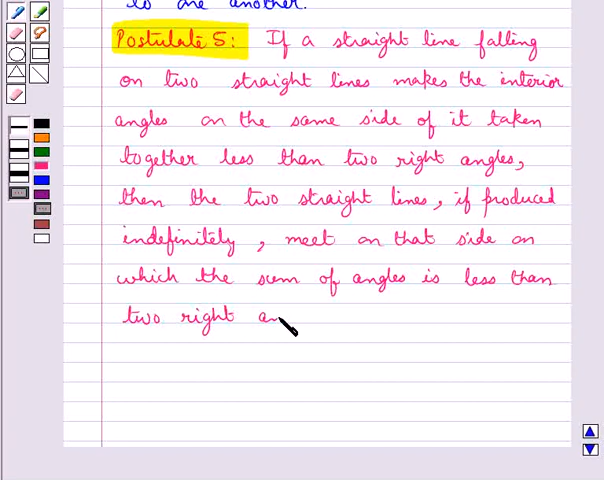 to one another.
Postulate 5: If a straight line falling
on two straight lines makes the interior
angles on the same side of it taken
together less than two right angles,
then the two straight lines, if produced
indefinitely, meet on that side on
which the sum of angles is less than
two right an